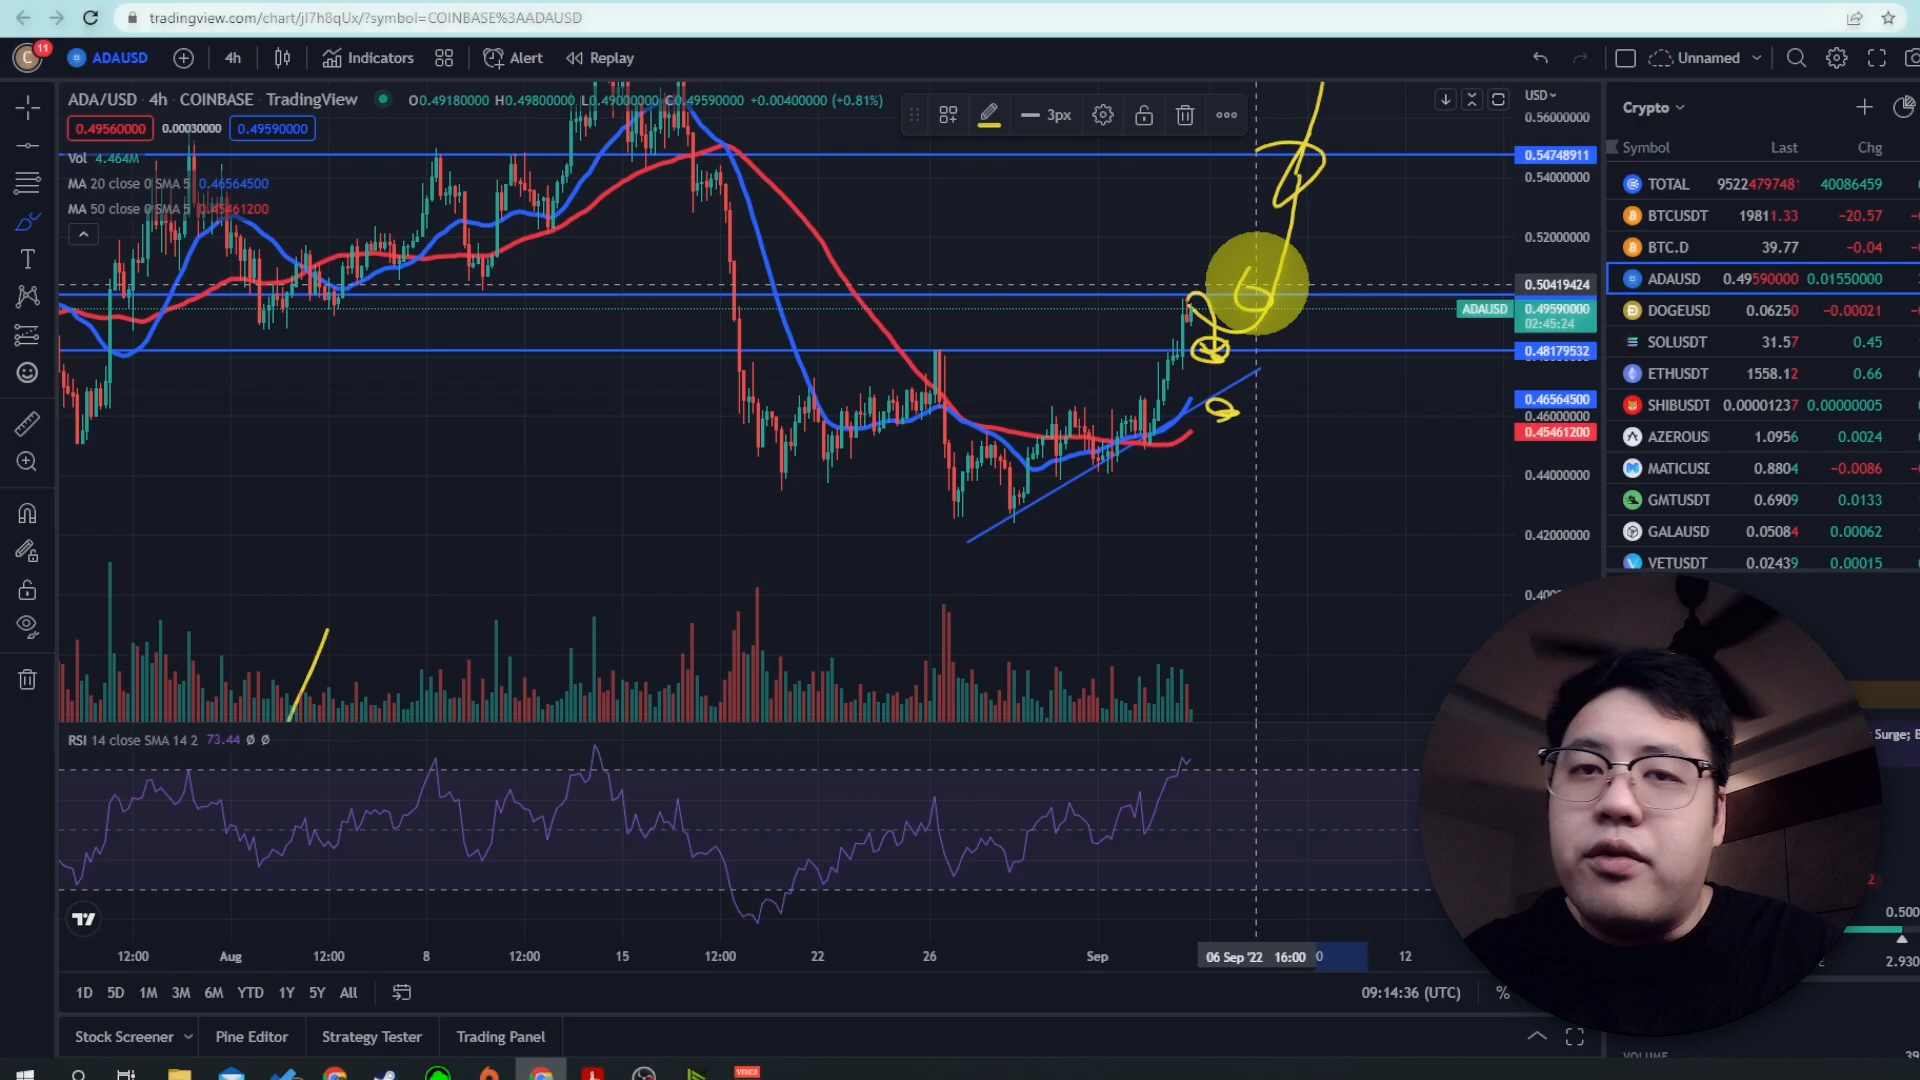 tradingview.com/chart/jI7h8qUx/?symbol=COINBASE%3AADAUSD
C 11 ADAUSD 4h Indicators Alert Replay Unnamed
ADA/USD · 4h · COINBASE · TradingView O0.49180000 H0.49800000 L0.49000000 C0.49590000 +0.00400000 (+0.81%)
3px
USD
0.49560000 0.00030000 0.49590000
Vol 4.464M
MA 20 close 0 SMA 5 0.46564500
MA 50 close 0 SMA 5 0.45461200
0.56000000
0.54748911
0.54000000
0.52000000
0.50419424
ADAUSD 0.49590000
02:45:24
0.48179532
0.46564500
0.46000000
0.45461200
0.44000000
0.42000000
Crypto
Symbol Last Chg
TOTAL 95224797481 40086459
BTCUSDT 19811.33 −20.57
BTC.D 39.77 −0.04
ADAUSD 0.49590000 0.01550000
DOGEUSD 0.06250 −0.00021
SOLUSDT 31.57 0.45
ETHUSDT 1558.12 0.66
SHIBUSDT 0.00001237 0.00000005
AZEROUS 1.0956 0.0024
MATICUSD 0.8804 −0.0086
GMTUSDT 0.6909 0.0133
GALAUSD 0.05084 0.00062
VETUSDT 0.02439 0.00015
RSI 14 close SMA 14 2 73.44 Ø Ø
Surge;
0.500
2.930
12:00 Aug 12:00 8 12:00 15 12:00 22 26 Sep 06 Sep '22 16:00 12
1D 5D 1M 3M 6M YTD 1Y 5Y All
09:14:36 (UTC) %
Stock Screener Pine Editor Strategy Tester Trading Panel
VOLUME
VOICE